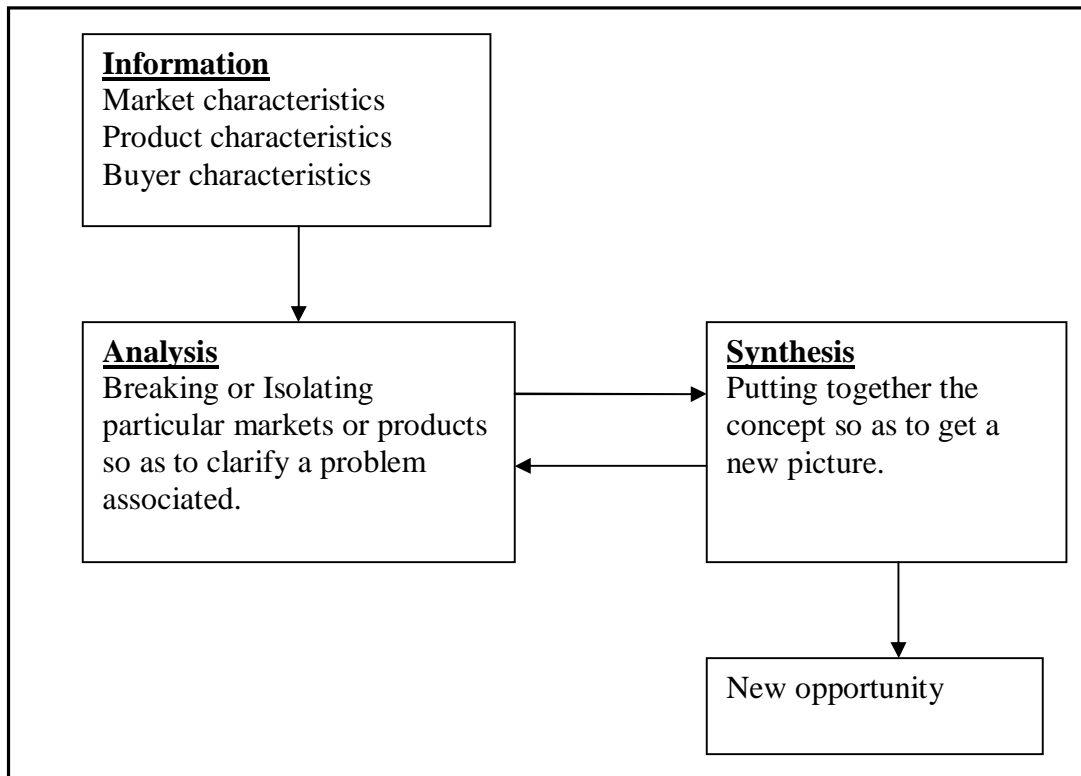 Information
Market characteristics
Product characteristics
Buyer characteristics
Analysis
Breaking or Isolating
particular markets or products
so as to clarify a problem
associated.
Synthesis
Putting together the
concept so as to get a
new picture.
New opportunity